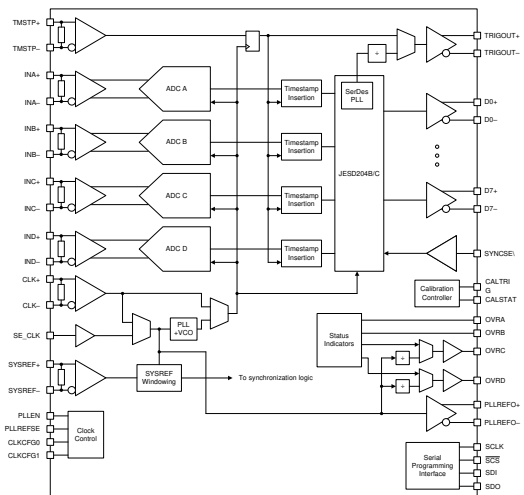 TMSTP+
TMSTP–
INA+
INA–
INB+
INB–
INC+
INC–
IND+
IND–
CLK+
CLK–
SE_CLK
SYSREF+
SYSREF–
PLLEN
PLLREFSE
CLKCFG0
CLKCFG1
ADC A
ADC B
ADC C
ADC D
PLL
+VCO
SYSREF
Windowing
To synchronization logic
Clock
Control
Timestamp
Insertion
Timestamp
Insertion
Timestamp
Insertion
Timestamp
Insertion
÷
SerDes
PLL
JESD204B/C
Status
Indicators
÷
÷
Calibration
Controller
Serial
Programming
Interface
TRIGOUT+
TRIGOUT–
D0+
D0–
D7+
D7–
SYNCSE\
CALTRI
G
CALSTAT
OVRA
OVRB
OVRC
OVRD
PLLREFO+
PLLREFO–
SCLK
SCS
SDI
SDO